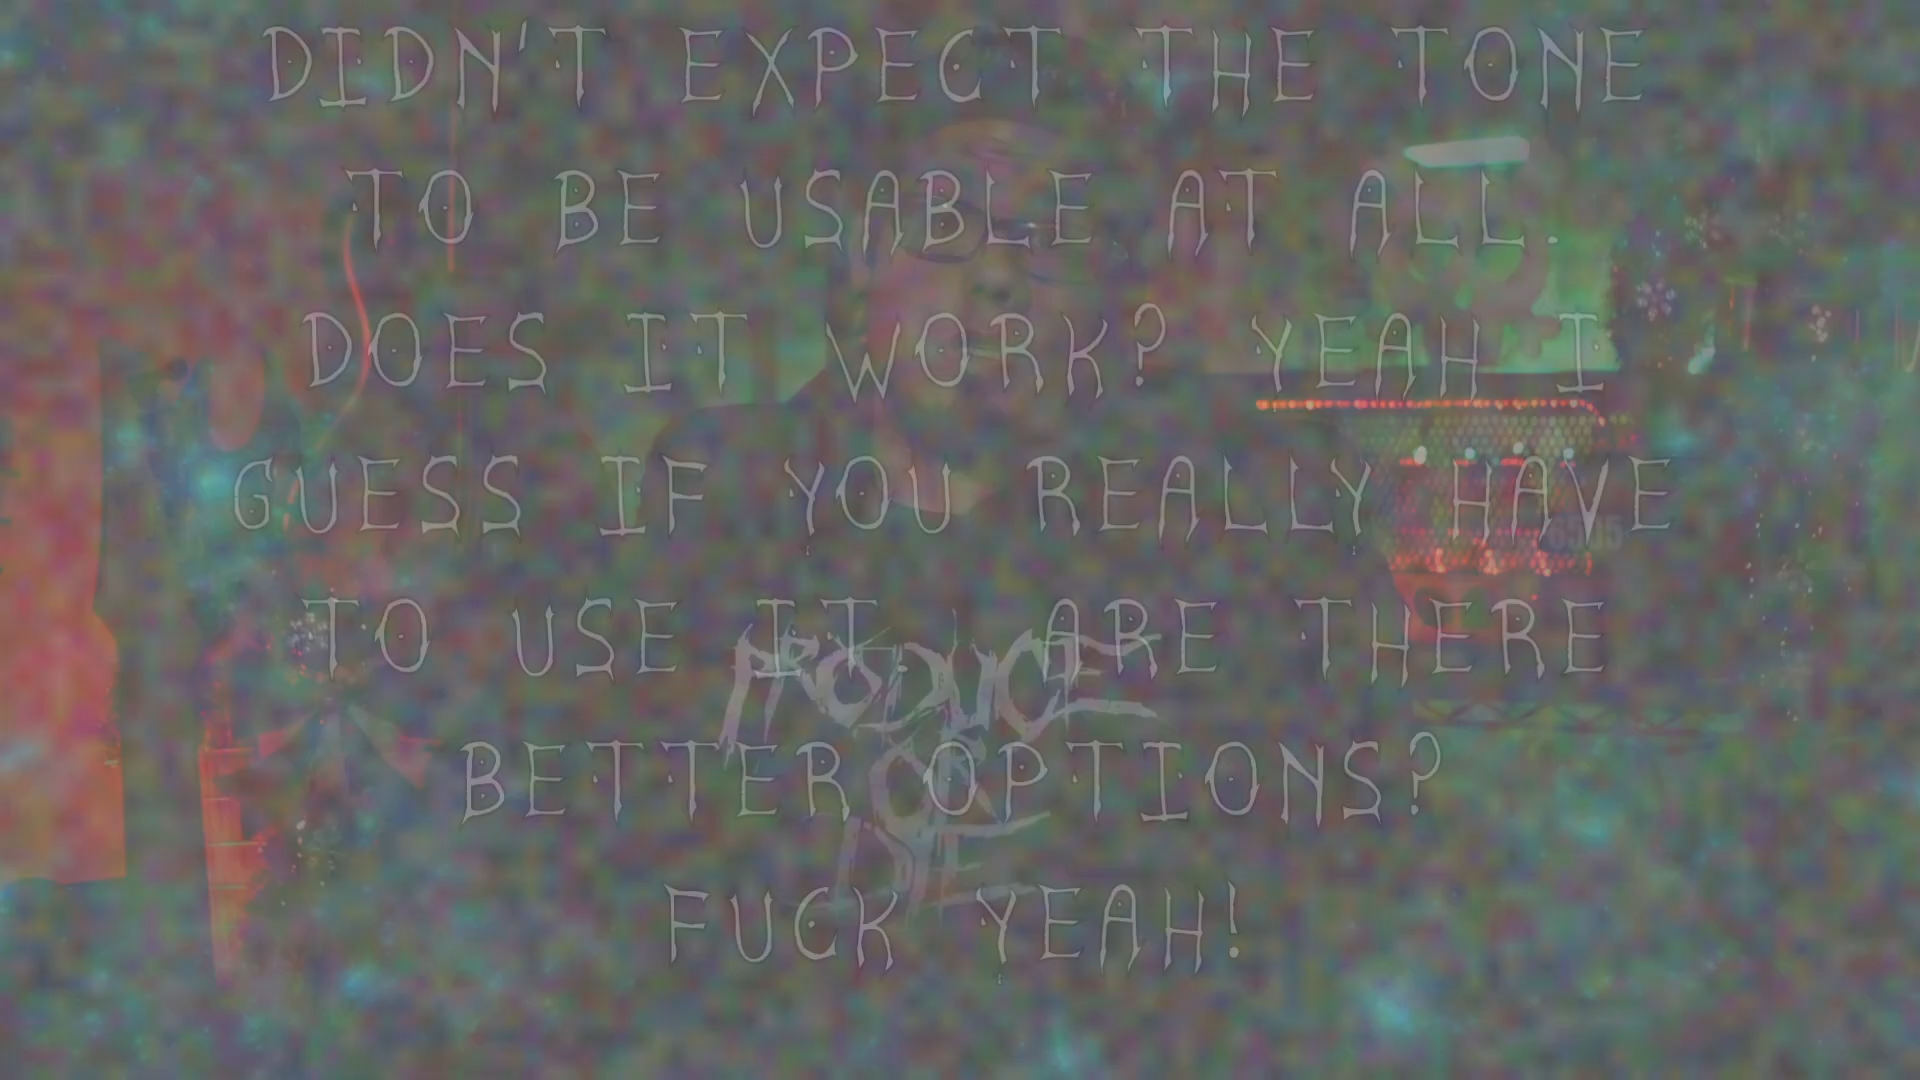 DIDN'T EXPECT THE TONE
TO BE USABLE AT ALL.
DOES IT WORK? YEAH I
GUESS IF YOU REALLY HAVE
TO USE IT. ARE THERE
BETTER OPTIONS?
FUCK YEAH!
PRODUCE
OR
DIE